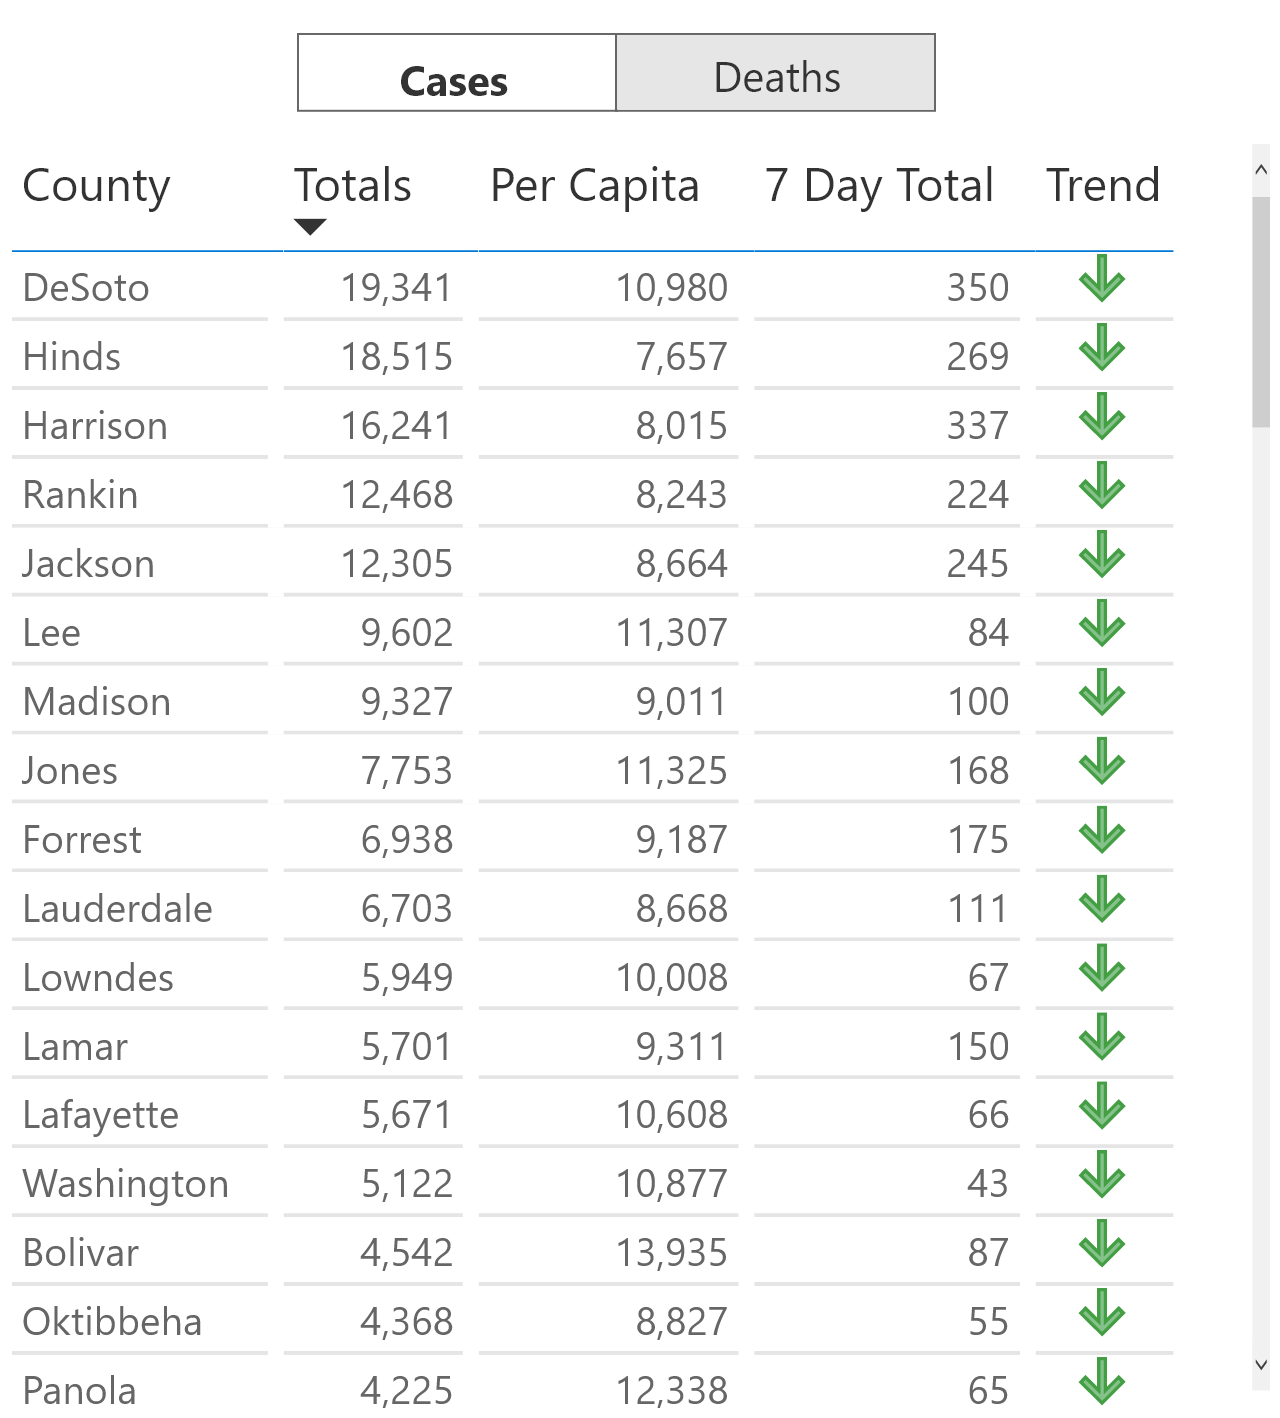 Cases Deaths
County Totals Per Capita 7 Day Total Trend
DeSoto 19,341 10,980 350
Hinds 18,515 7,657 269
Harrison 16,241 8,015 337
Rankin 12,468 8,243 224
Jackson 12,305 8,664 245
Lee 9,602 11,307 84
Madison 9,327 9,011 100
Jones 7,753 11,325 168
Forrest 6,938 9,187 175
Lauderdale 6,703 8,668 111
Lowndes 5,949 10,008 67
Lamar 5,701 9,311 150
Lafayette 5,671 10,608 66
Washington 5,122 10,877 43
Bolivar 4,542 13,935 87
Oktibbeha 4,368 8,827 55
Panola 4,225 12,338 65